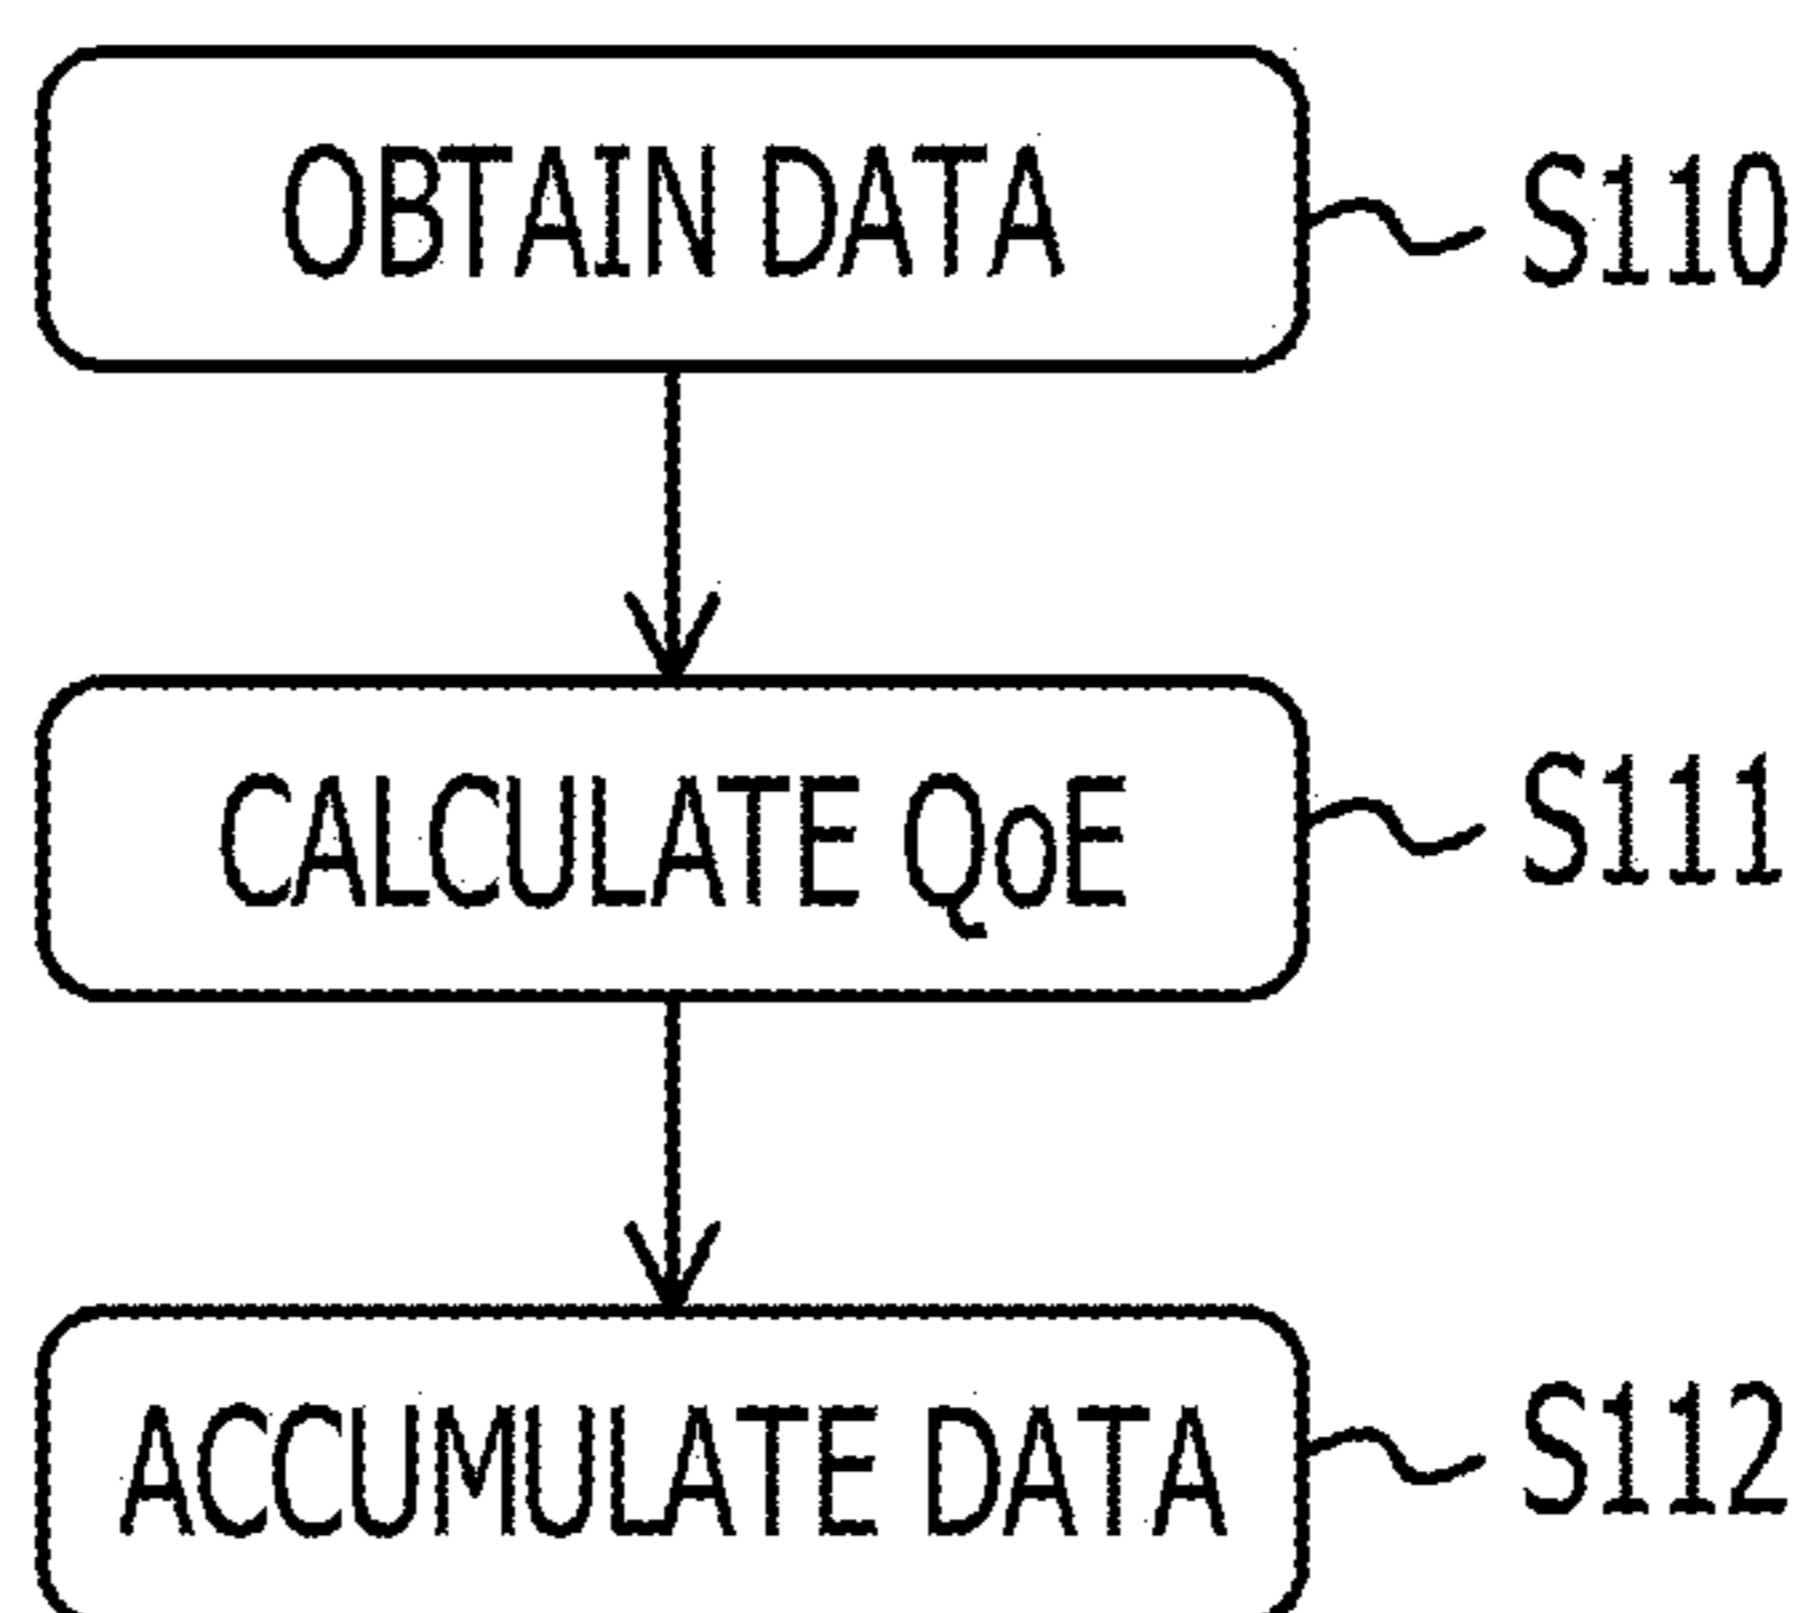 OBTAIN DATA
S110
CALCULATE QoE
S111
ACCUMULATE DATA
S112